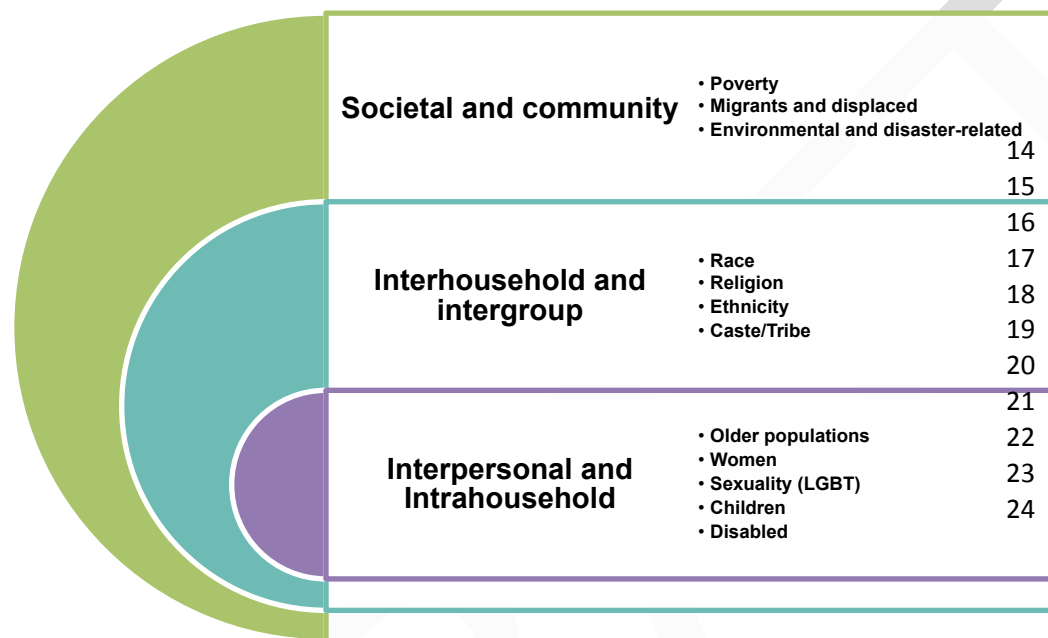 Societal and community
• Poverty
• Migrants and displaced
• Environmental and disaster-related
14
15
16
Interhousehold and
intergroup
• Race
• Religion
• Ethnicity
• Caste/Tribe
17
18
19
20
21
Interpersonal and
Intrahousehold
• Older populations
• Women
• Sexuality (LGBT)
• Children
• Disabled
22
23
24